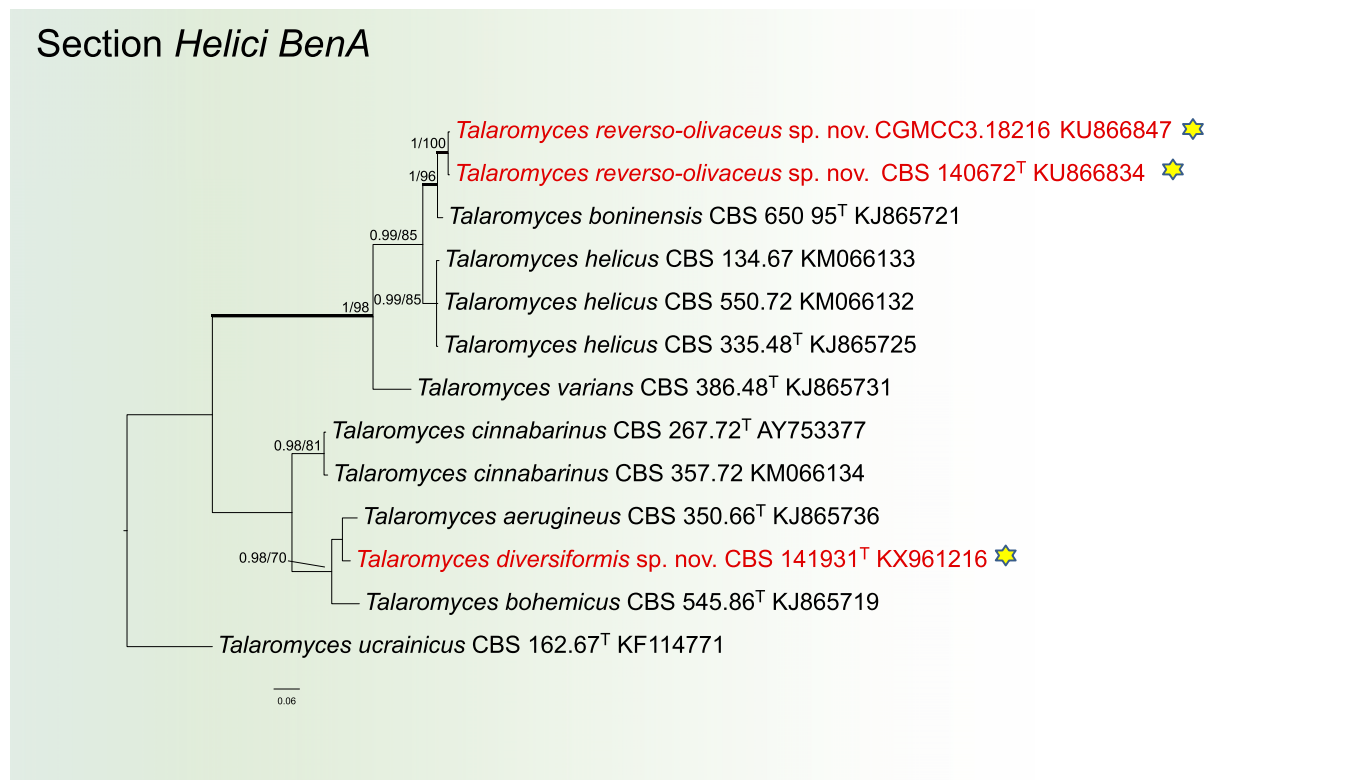 Section Helici BenA
Talaromyces reverso-olivaceus sp. nov. CGMCC3.18216 KU866847
1/100
Talaromyces reverso-olivaceus sp. nov. CBS 140672T KU866834
1/96
Talaromyces boninensis CBS 650 95T KJ865721
0.99/85
Talaromyces helicus CBS 134.67 KM066133
0.99/85
Talaromyces helicus CBS 550.72 KM066132
1/98
Talaromyces helicus CBS 335.48T KJ865725
Talaromyces varians CBS 386.48T KJ865731
Talaromyces cinnabarinus CBS 267.72T AY753377
0.98/81
Talaromyces cinnabarinus CBS 357.72 KM066134
Talaromyces aerugineus CBS 350.66T KJ865736
0.98/70
Talaromyces diversiformis sp. nov. CBS 141931T KX961216
Talaromyces bohemicus CBS 545.86T KJ865719
Talaromyces ucrainicus CBS 162.67T KF114771
0.06